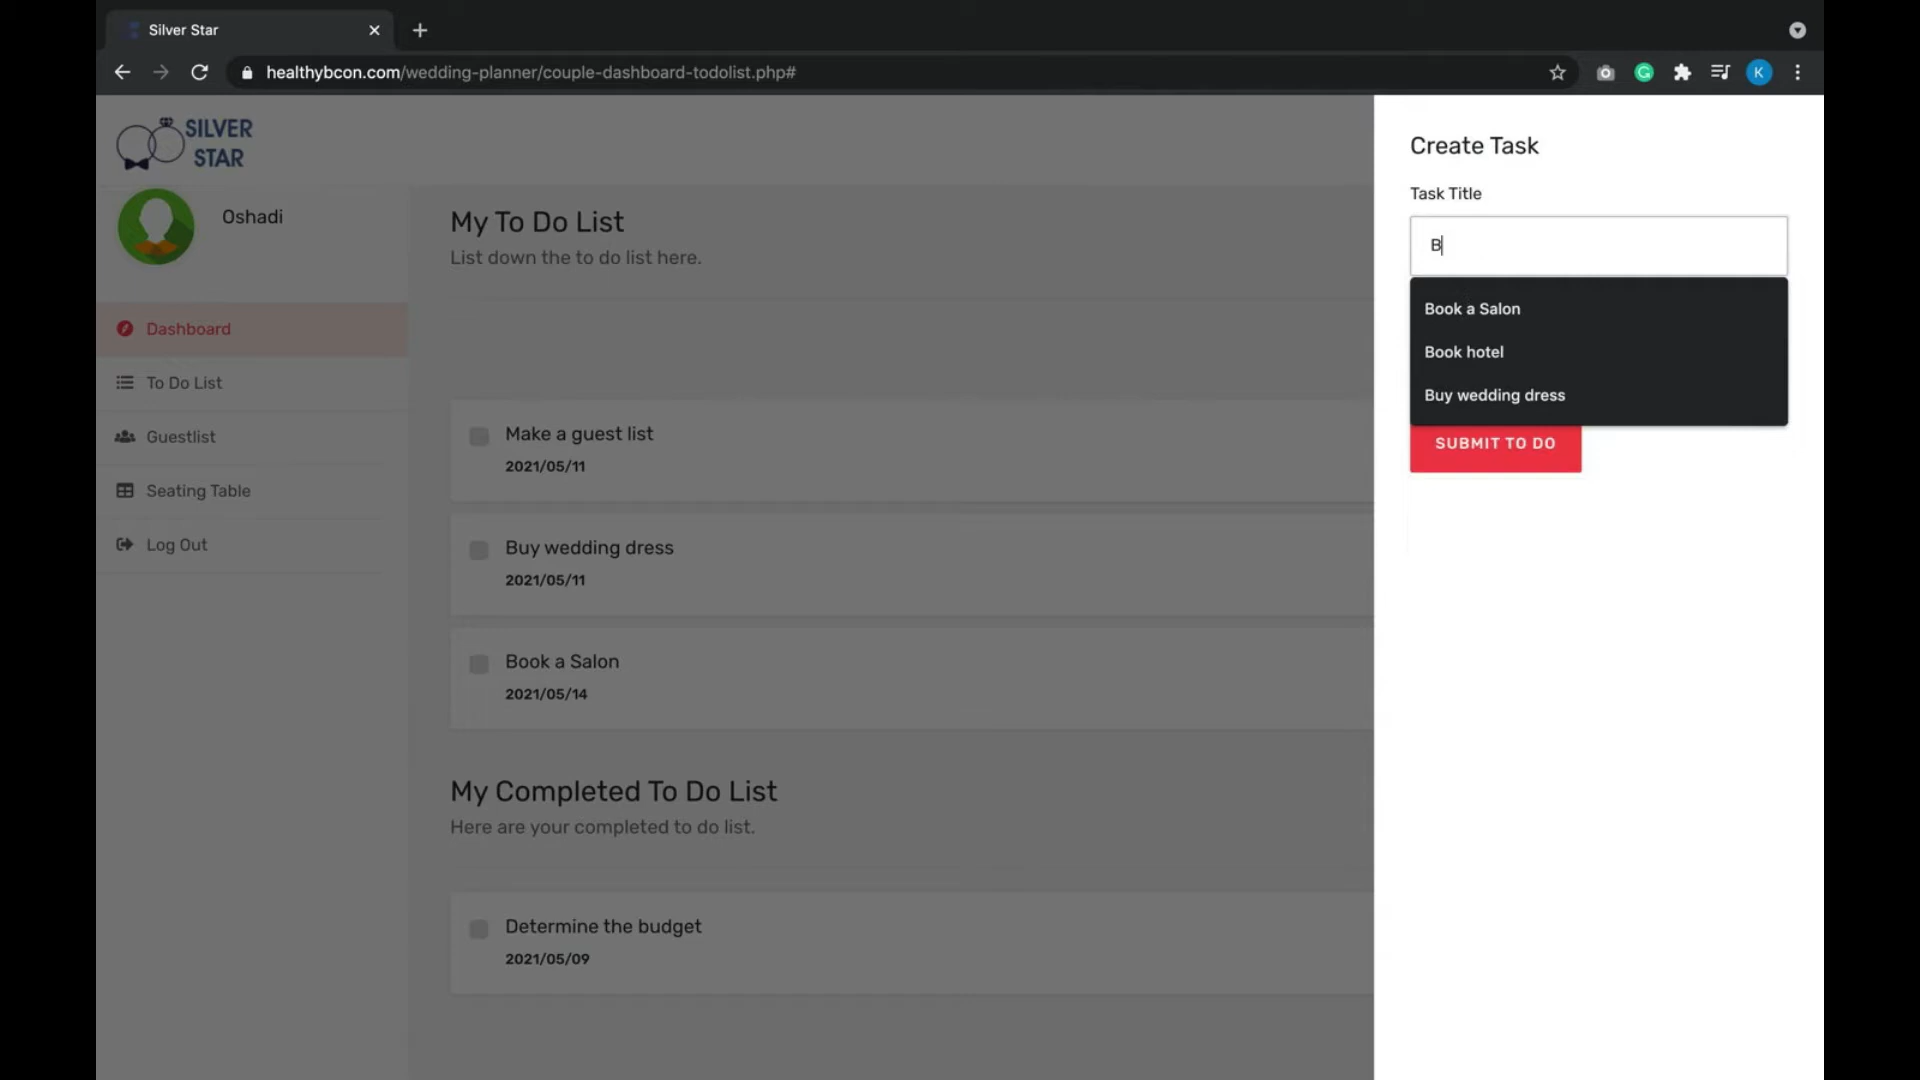 Silver Star
healthybcon.com/wedding-planner/couple-dashboard-todolist.php#
K
SILVER
STAR
Oshadi
Dashboard
To Do List
Guestlist
Seating Table
Log Out
My To Do List
List down the to do list here.
Make a guest list
2021/05/11
Buy wedding dress
2021/05/11
Book a Salon
2021/05/14
My Completed To Do List
Here are your completed to do list.
Determine the budget
2021/05/09
Create Task
Task Title
B
Book a Salon
Book hotel
Buy wedding dress
SUBMIT TO DO